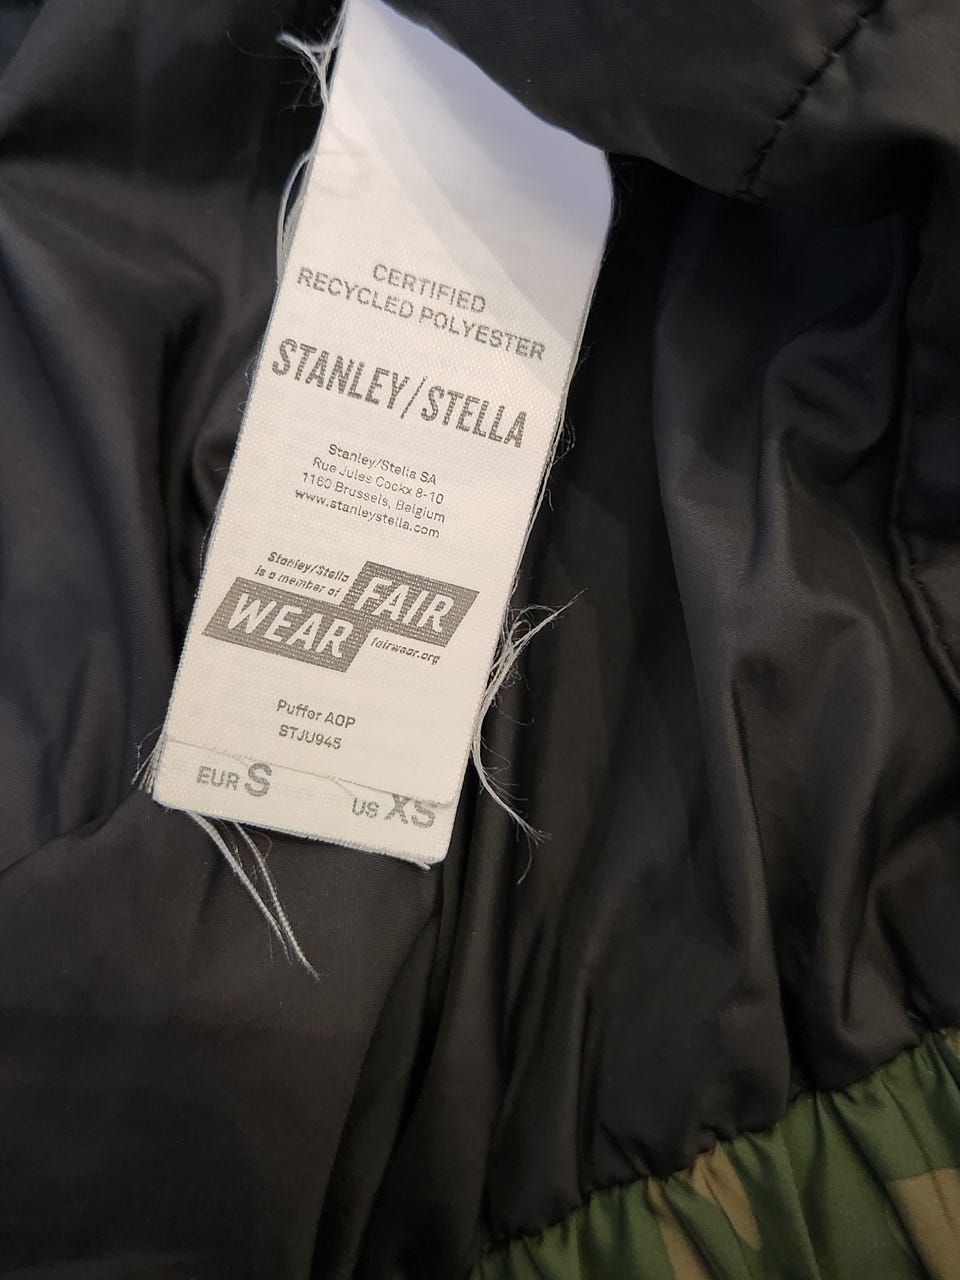 CERTIFIED
RECYCLED POLYESTER
STANLEY/STELLA
Stanley/Stella SA
Rue Jules Cockx 8-10
1160 Brussels, Belgium
www.stanleystella.com
Stanley/Stella
is a member of
FAIR
WEAR
fairwear.org
Puffer AOP
STJU945
EUR S
US XS